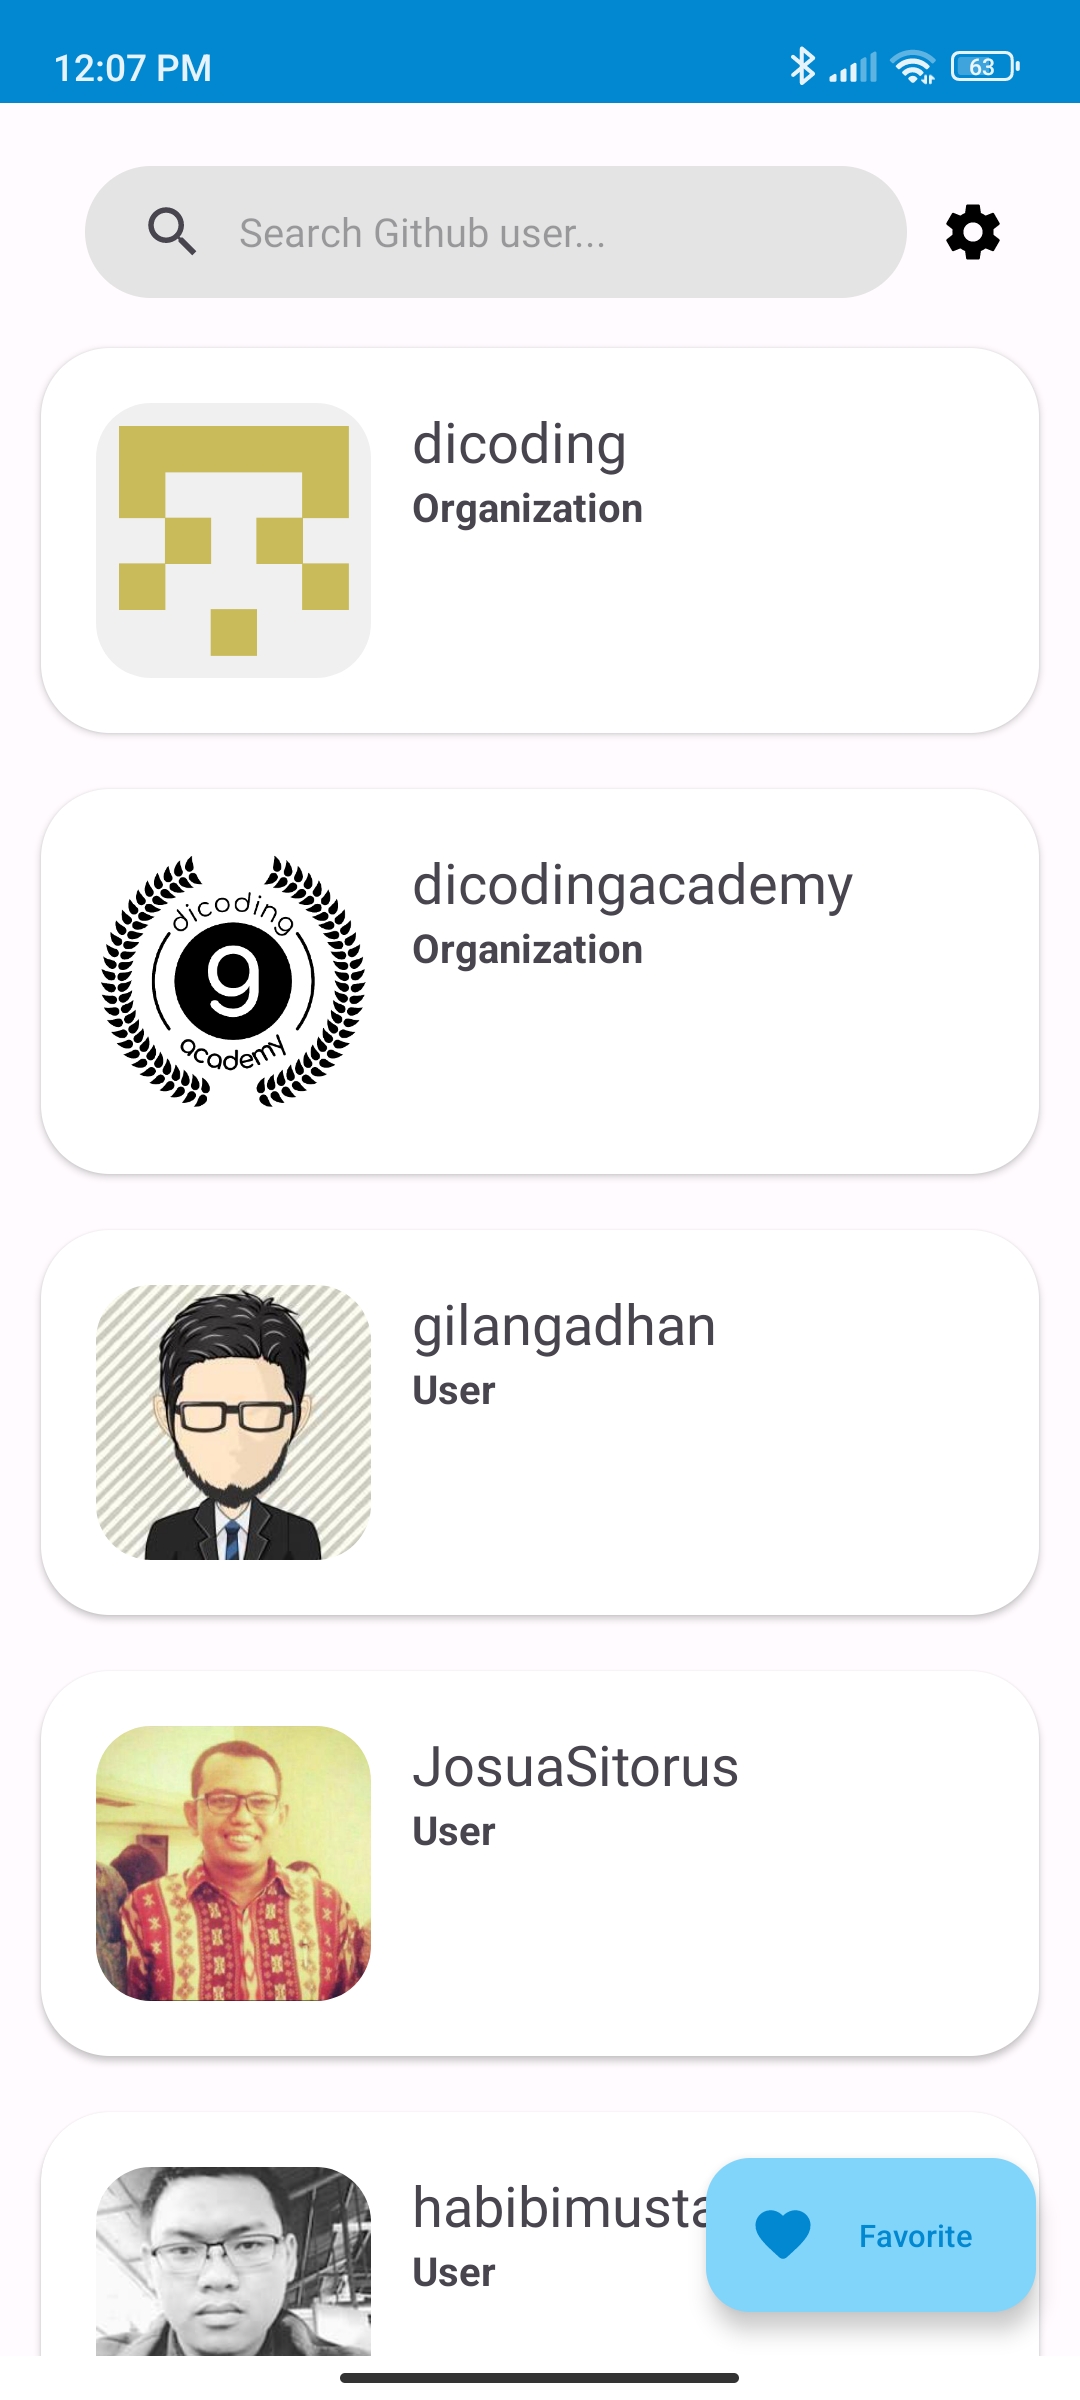 12:07 PM
63
Search Github user...
dicoding
Organization
dicoding
9
academy
dicodingacademy
Organization
gilangadhan
User
JosuaSitorus
User
habibimusta
User
Favorite